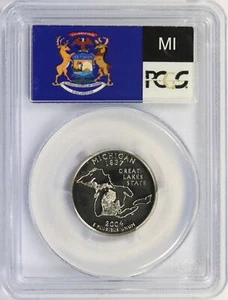 MI
PCGS
MICHIGAN
1837
GREAT
LAKES
STATE
2004
E PLURIBUS UNUM